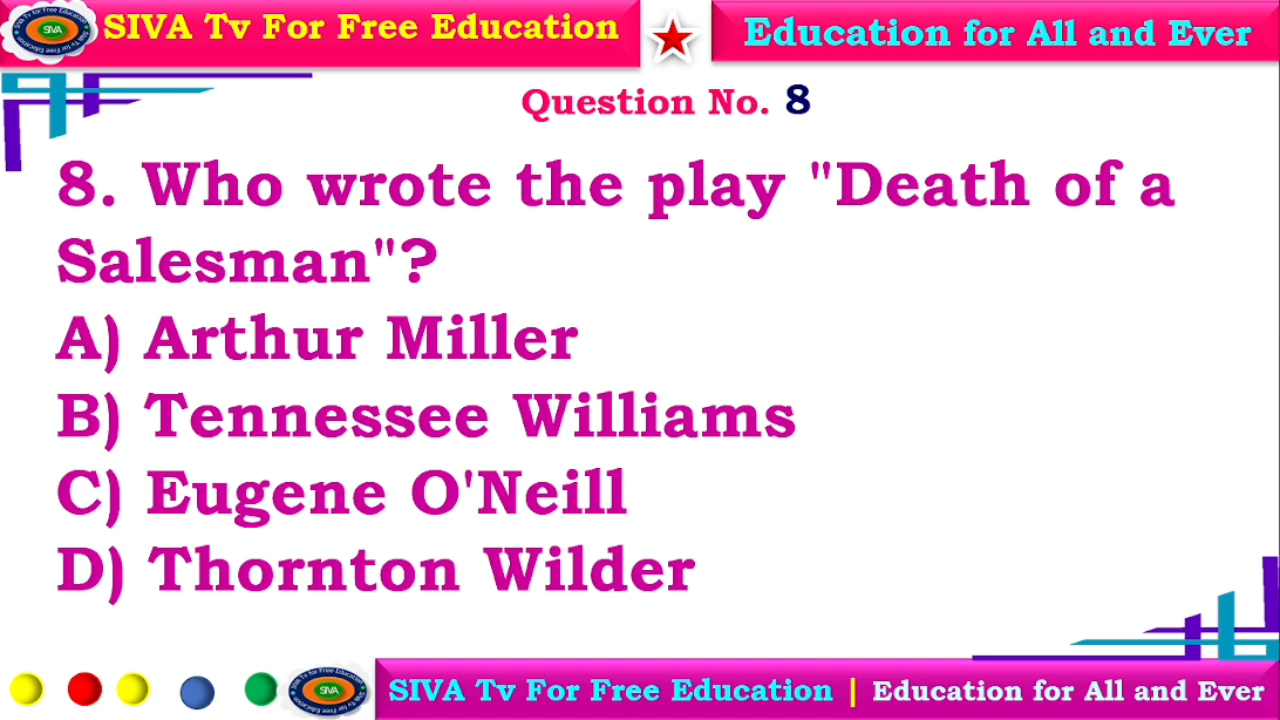 SIVA Tv For Free Education
Education for All and Ever
Question No. 8
8. Who wrote the play "Death of a
Salesman"?
A) Arthur Miller
B) Tennessee Williams
C) Eugene O'Neill
D) Thornton Wilder
SIVA Tv For Free Education | Education for All and Ever
SIVA
SIVA